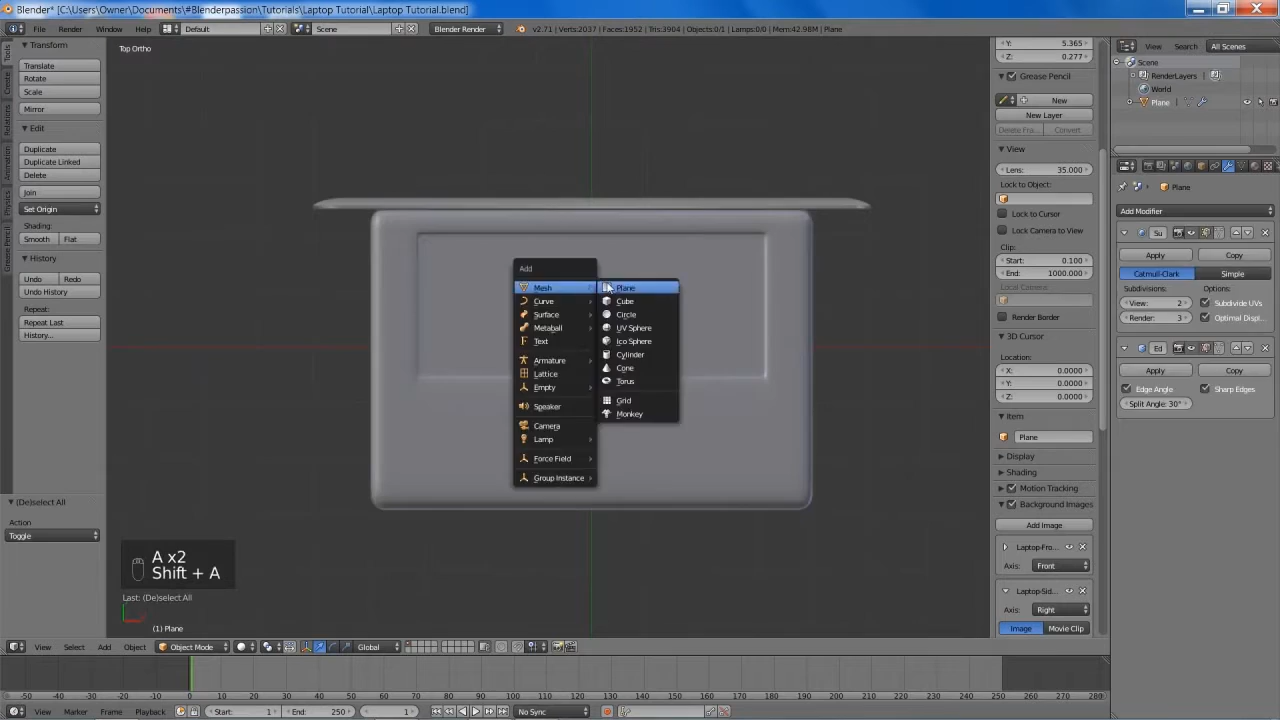 Blender* [C:\Users\Owner\Documents\#Blenderpassion\Tutorials\Laptop Tutorial\Laptop Tutorial.blend]
File Render Window Help Default Scene Blender Render v2.71 | Verts:2037 | Faces:1952 | Tris:3904 | Objects:0/1 | Lamps:0/0 | Mem:42.98M | Plane
View Search All Scenes
Tools
Create
Relations
Animation
Physics
Grease Pencil
Transform
Translate
Rotate
Scale
Mirror
Edit
Duplicate
Duplicate Linked
Delete
Join
Set Origin
Shading:
Smooth Flat
History
Undo Redo
Undo History
Repeat:
Repeat Last
History...
(De)select All
Action
Toggle
Top Ortho
Add
Mesh
Curve
Surface
Metaball
Text
Armature
Lattice
Empty
Speaker
Camera
Lamp
Force Field
Group Instance
Plane
Cube
Circle
UV Sphere
Ico Sphere
Cylinder
Cone
Torus
Grid
Monkey
A x2
Shift + A
Last: (De)select All
(1) Plane
Y: 5.365
Z: 0.277
Grease Pencil
New
New Layer
Delete Fra... Convert
View
Lens: 35.000
Lock to Object:
Lock to Cursor
Lock Camera to View
Clip:
Start: 0.100
End: 1000.000
Local Camera:
Render Border
3D Cursor
Location:
X: 0.0000
Y: 0.0000
Z: 0.0000
Item
Plane
Display
Shading
Motion Tracking
Background Images
Add Image
Laptop-Fro...
Axis: Front
Laptop-Sid...
Axis: Right
Image Movie Clip
Scene
RenderLayers
World
Plane
Plane
Add Modifier
Su
Apply Copy
Catmull-Clark Simple
Subdivisions: Options:
View: 2 Subdivide UVs
Render: 3 Optimal Displ...
Ed
Apply Copy
Edge Angle Sharp Edges
Split Angle: 30°
View Select Add Object Object Mode Global
-50 -40 -30 -20 -10 0 10 20 30 40 50 60 70 80 90 100 110 120 130 140 150 160 170 180 190 200 210 220 230 240 250 260 270 280
View Marker Frame Playback Start: 1 End: 250 1 No Sync